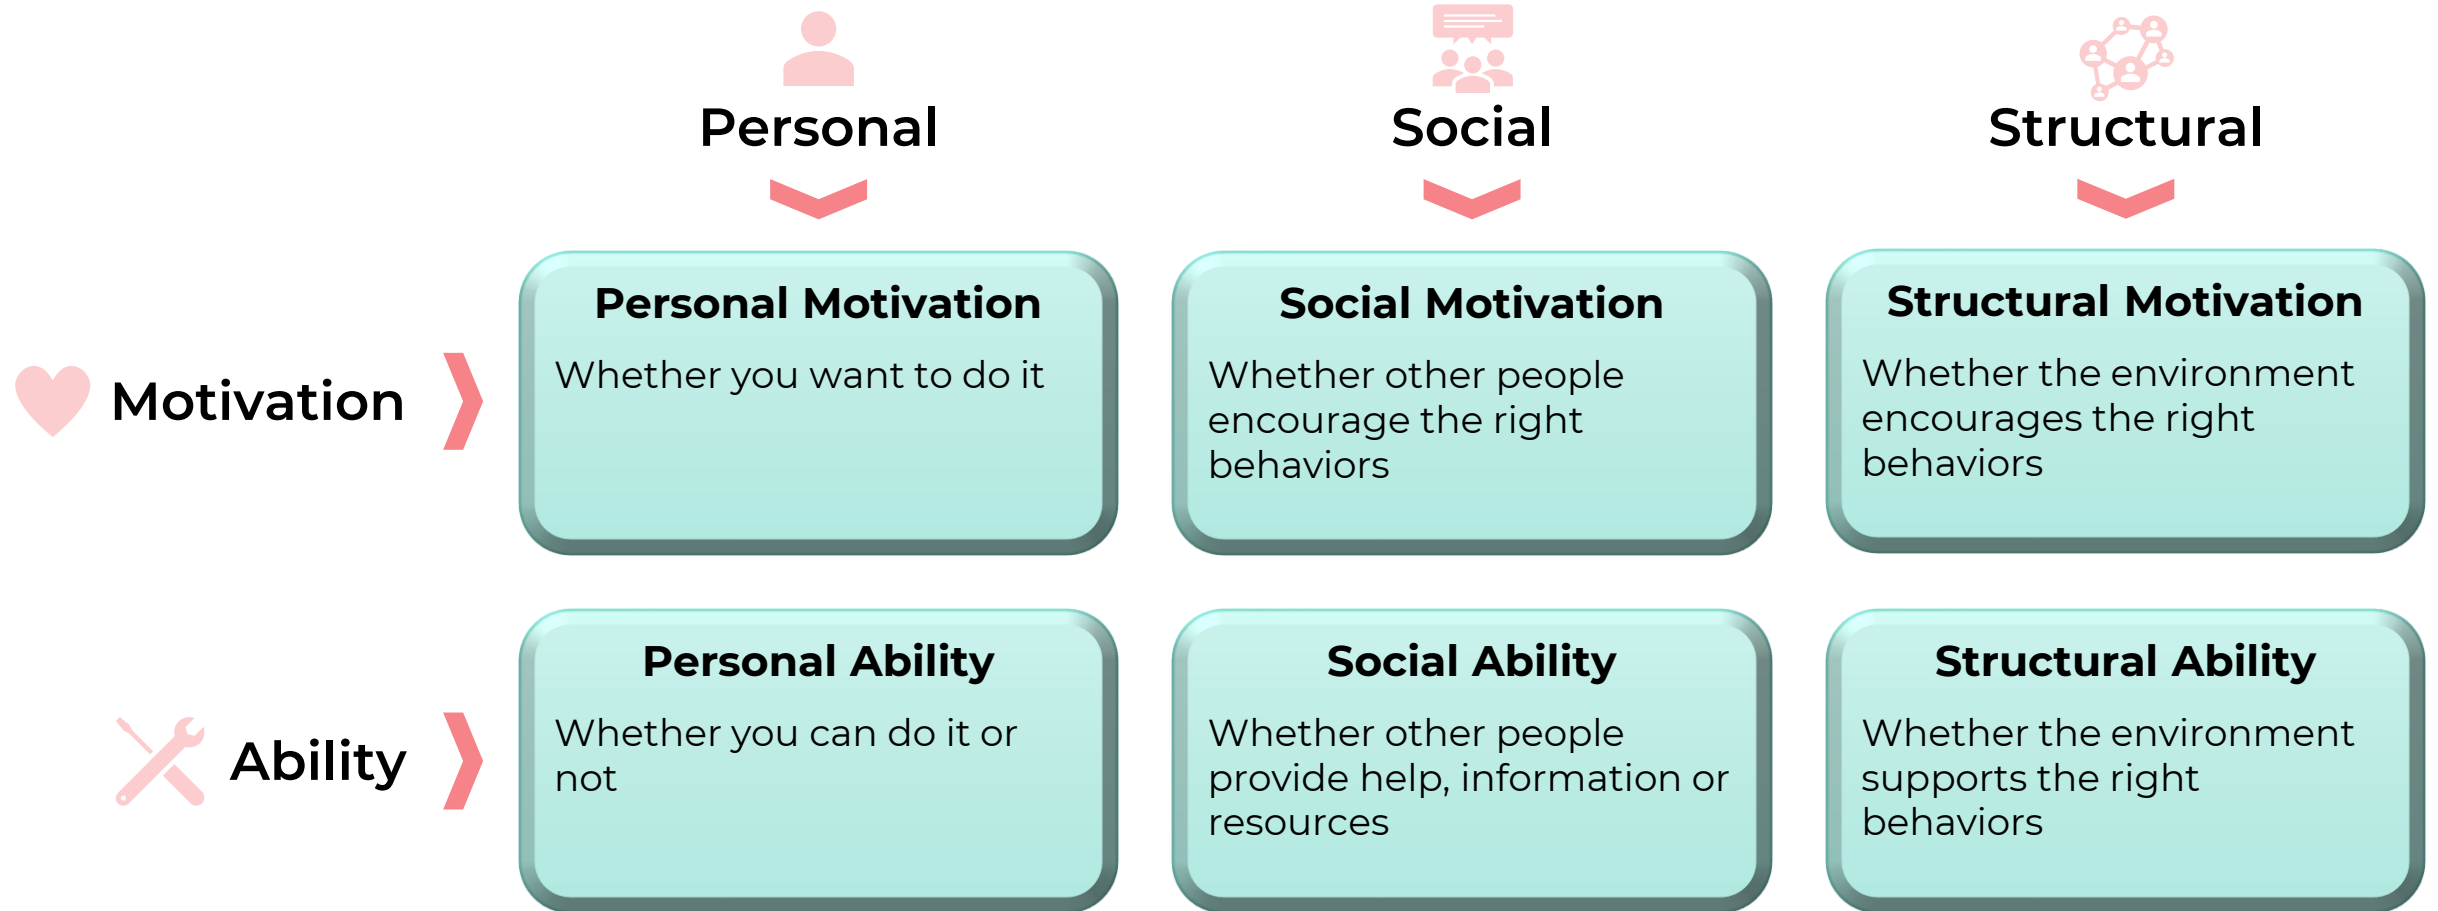 Personal
Social
Structural
Motivation
Personal Motivation
Whether you want to do it
Social Motivation
Whether other people
encourage the right
behaviors
Structural Motivation
Whether the environment
encourages the right
behaviors
Ability
Personal Ability
Whether you can do it or
not
Social Ability
Whether other people
provide help, information or
resources
Structural Ability
Whether the environment
supports the right
behaviors